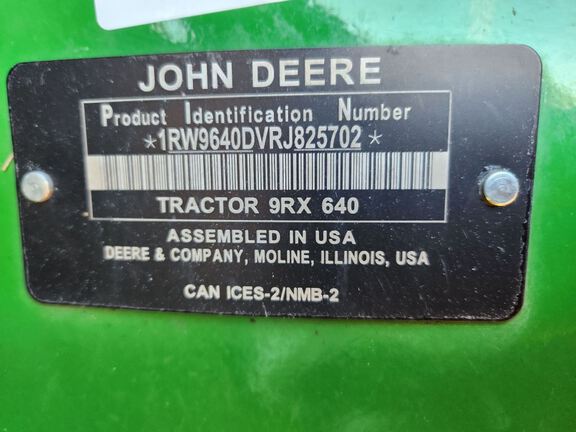 JOHN DEERE
Product Identification Number
*1RW9640DVRJ825702*
TRACTOR 9RX 640
ASSEMBLED IN USA
DEERE & COMPANY, MOLINE, ILLINOIS, USA
CAN ICES-2/NMB-2